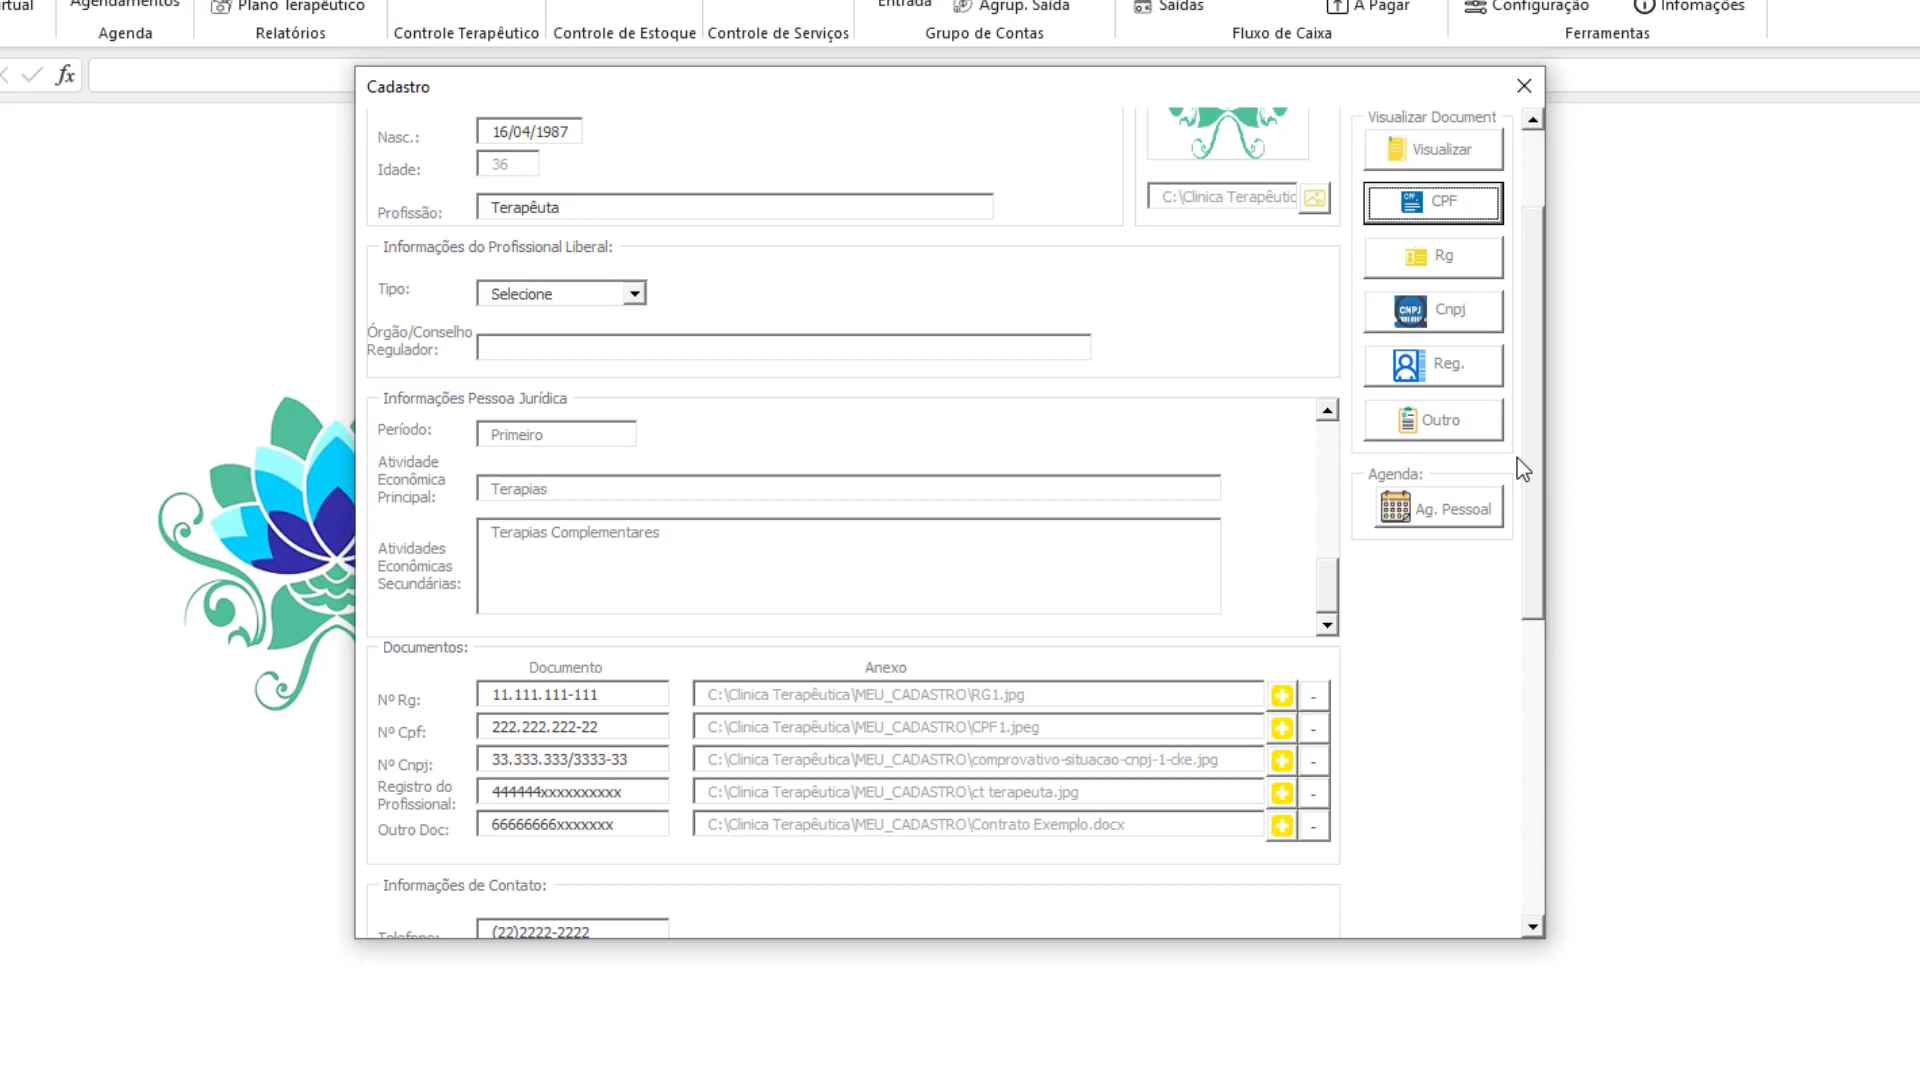 Agendamentos
Plano Terapêutico
Entrada
Agrup. Saída
Saídas
A Pagar
Configuração
Infomações
Agenda
Relatórios
Controle Terapêutico
Controle de Estoque
Controle de Serviços
Grupo de Contas
Fluxo de Caixa
Ferramentas
fx
Cadastro
Nasc.: 16/04/1987
Idade: 36
Profissão: Terapêuta
C:\Clinica Terapêutic
Informações do Profissional Liberal:
Tipo: Selecione
Órgão/Conselho
Regulador:
Informações Pessoa Jurídica
Período: Primeiro
Atividade
Econômica
Principal: Terapias
Terapias Complementares
Atividades
Econômicas
Secundárias:
Documentos:
Documento Anexo
Nº Rg: 11.111.111-111 C:\Clinica Terapêutica\MEU_CADASTRO\RG1.jpg -
Nº Cpf: 222.222.222-22 C:\Clinica Terapêutica\MEU_CADASTRO\CPF1.jpeg -
Nº Cnpj: 33.333.333/3333-33 C:\Clinica Terapêutica\MEU_CADASTRO\comprovativo-situacao-cnpj-1-cke.jpg -
Registro do
Profissional: 444444xxxxxxxxxx C:\Clinica Terapêutica\MEU_CADASTRO\ct terapeuta.jpg -
Outro Doc: 66666666xxxxxxx C:\Clinica Terapêutica\MEU_CADASTRO\Contrato Exemplo.docx -
Informações de Contato:
Telefone: (22)2222-2222
Visualizar Document
Visualizar
CPF
Rg
CNPJ Cnpj
Reg.
Outro
Agenda:
Ag. Pessoal